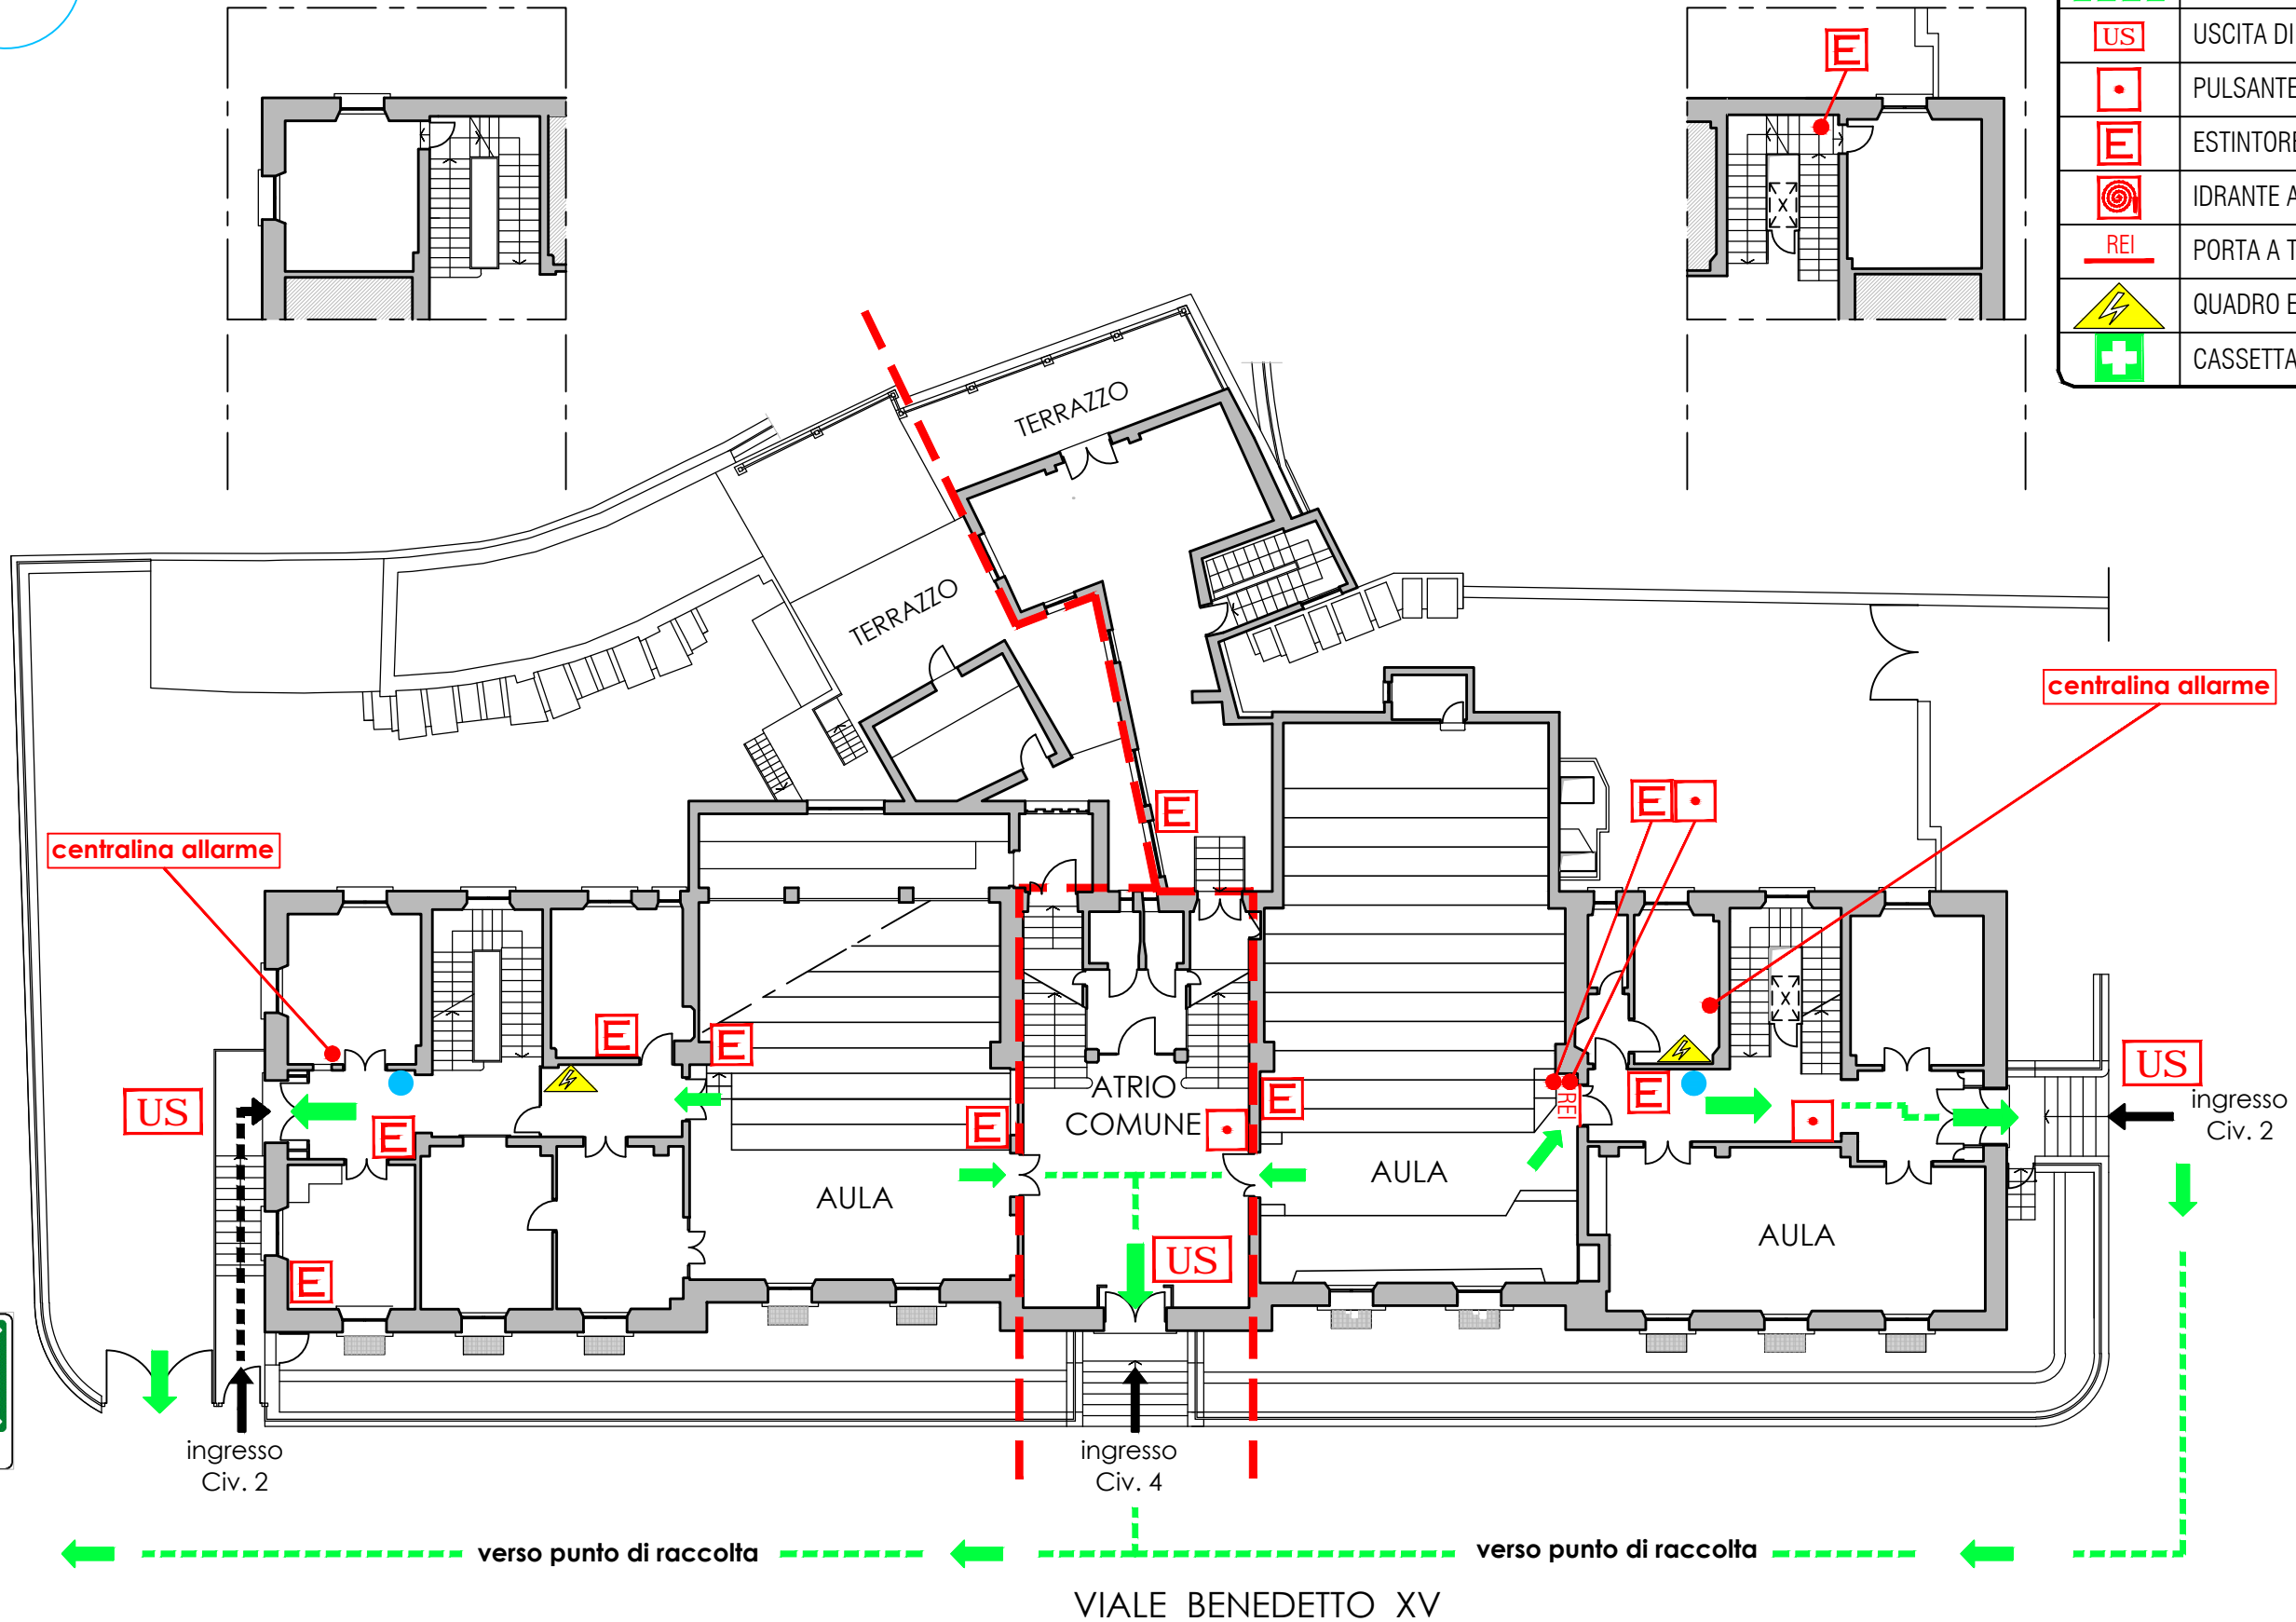 E
US
USCITA DI
PULSANTE
E
ESTINTORE
IDRANTE A
REI
PORTA A T
QUADRO E
CASSETTA
X
TERRAZZO
TERRAZZO
centralina allarme
E
E
centralina allarme
E
E
X
US
US
ingresso
Civ. 2
ATRIO
COMUNE
E
E
REI
E
E
AULA
AULA
AULA
E
US
ingresso
Civ. 2
ingresso
Civ. 4
verso punto di raccolta
verso punto di raccolta
VIALE BENEDETTO XV